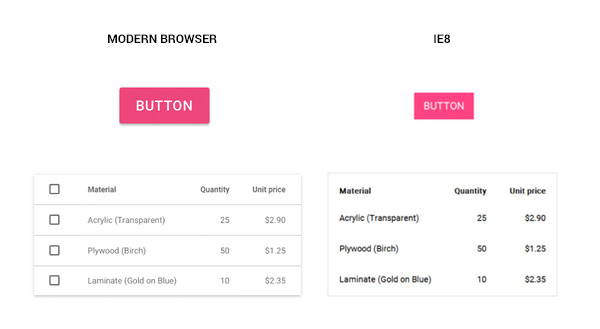 MODERN BROWSER
IE8
BUTTON
BUTTON
Material Quantity Unit price
Acrylic (Transparent) 25 $2.90
Plywood (Birch) 50 $1.25
Laminate (Gold on Blue) 10 $2.35
Material Quantity Unit price
Acrylic (Transparent) 25 $2.90
Plywood (Birch) 50 $1.25
Laminate (Gold on Blue) 10 $2.35